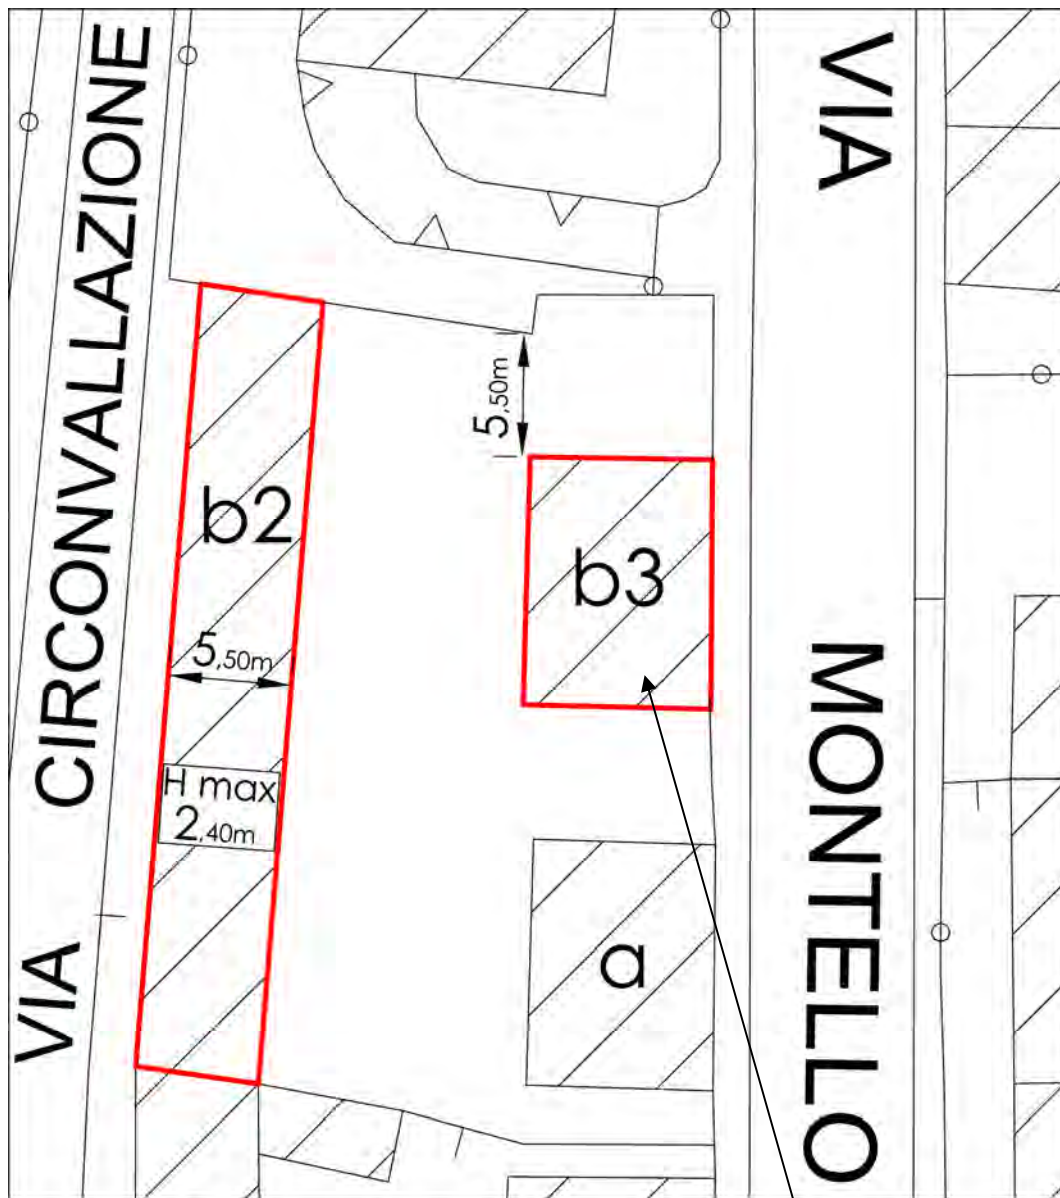 VIA CIRCONVALLAZIONE
VIA MONTELLO
5,50m
b2
b3
5,50m
H max
2,40m
a